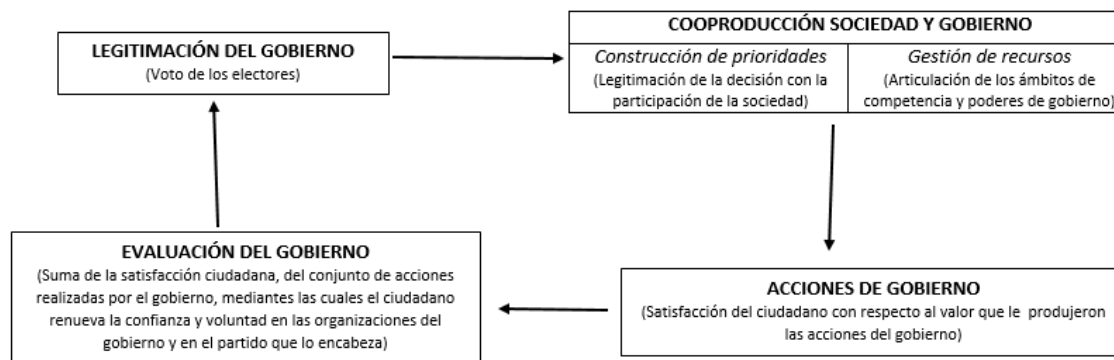 LEGITIMACIÓN DEL GOBIERNO
(Voto de los electores)
COOPRODUCCIÓN SOCIEDAD Y GOBIERNO
Construcción de prioridades
(Legitimación de la decisión con la
participación de la sociedad)
Gestión de recursos
(Articulación de los ámbitos de
competencia y poderes de gobierno)
EVALUACIÓN DEL GOBIERNO
(Suma de la satisfacción ciudadana, del conjunto de acciones
realizadas por el gobierno, mediantes las cuales el ciudadano
renueva la confianza y voluntad en las organizaciones del
gobierno y en el partido que lo encabeza)
ACCIONES DE GOBIERNO
(Satisfacción del ciudadano con respecto al valor que le produjeron
las acciones del gobierno)